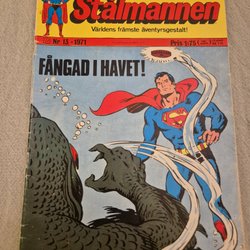 Stålmannen
Världens främste äventyrsgestalt!
Nr 13 • 1971
Pris 1:75
FÅNGAD I HAVET!